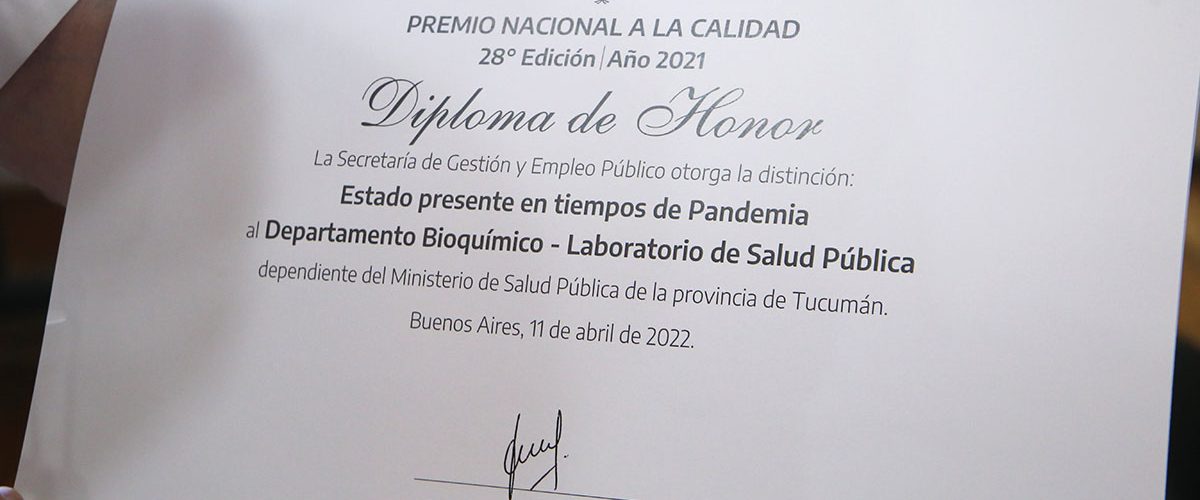 PREMIO NACIONAL A LA CALIDAD
28° Edición | Año 2021
Diploma de Honor
La Secretaría de Gestión y Empleo Público otorga la distinción:
Estado presente en tiempos de Pandemia
al Departamento Bioquímico - Laboratorio de Salud Pública
dependiente del Ministerio de Salud Pública de la provincia de Tucumán.
Buenos Aires, 11 de abril de 2022.